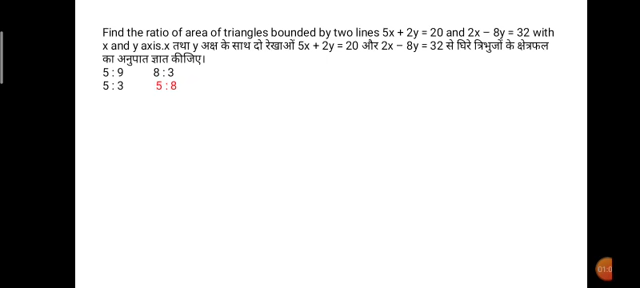 Find the ratio of area of triangles bounded by two lines 5x + 2y = 20 and 2x − 8y = 32 with
x and y axis.x तथा y अक्ष के साथ दो रेखाओं 5x + 2y = 20 और 2x − 8y = 32 से घिरे त्रिभुजों के क्षेत्रफल
का अनुपात ज्ञात कीजिए।
5 : 9 8 : 3
5 : 3 5 : 8